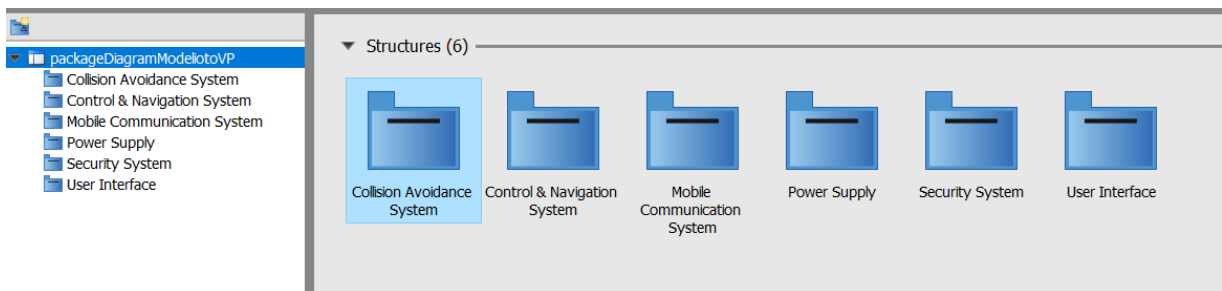 packageDiagramModeliotoVP
Collision Avoidance System
Control & Navigation System
Mobile Communication System
Power Supply
Security System
User Interface
Structures (6)
Collision Avoidance
System
Control & Navigation
System
Mobile
Communication
System
Power Supply
Security System
User Interface